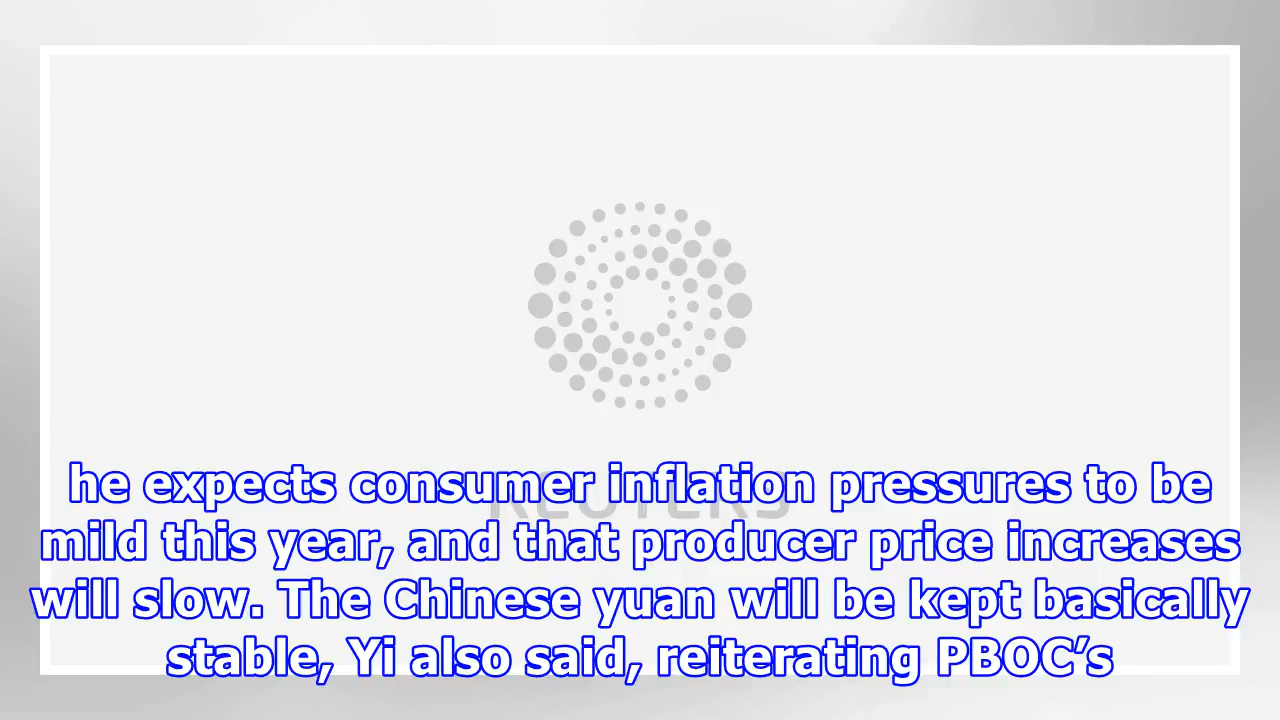 he expects consumer inflation pressures to be
REUTERS
mild this year, and that producer price increases
will slow. The Chinese yuan will be kept basically
stable, Yi also said, reiterating PBOC’s